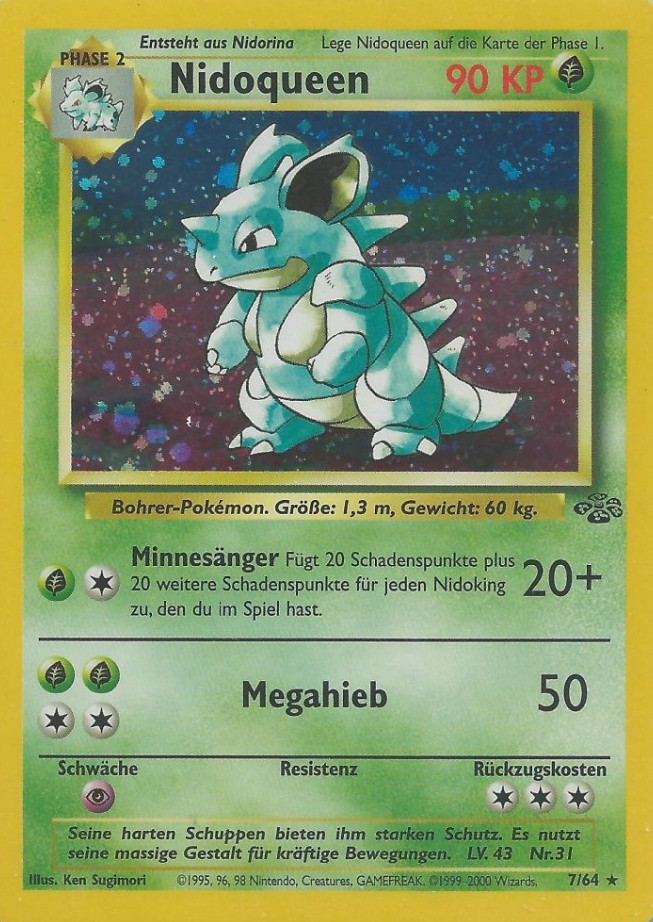 Entsteht aus Nidorina Lege Nidoqueen auf die Karte der Phase 1.
PHASE 2
Nidoqueen 90 KP
Bohrer-Pokémon. Größe: 1,3 m, Gewicht: 60 kg.
Minnesänger Fügt 20 Schadenspunkte plus
20 weitere Schadenspunkte für jeden Nidoking
zu, den du im Spiel hast.
20+
Megahieb 50
Schwäche Resistenz Rückzugskosten
Seine harten Schuppen bieten ihm starken Schutz. Es nutzt
seine massige Gestalt für kräftige Bewegungen. LV. 43 Nr.31
Illus. Ken Sugimori ©1995, 96, 98 Nintendo, Creatures, GAMEFREAK. ©1999-2000 Wizards. 7/64 ★